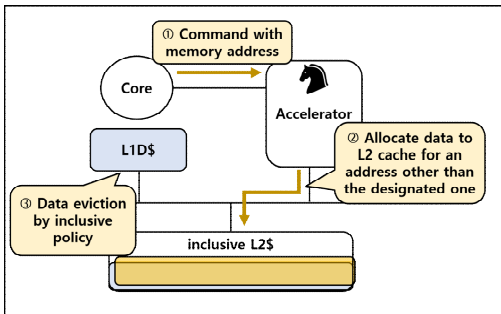 ① Command with
memory address
Core
Accelerator
L1D$
② Allocate data to
L2 cache for an
address other than
the designated one
③ Data eviction
by inclusive
policy
inclusive L2$